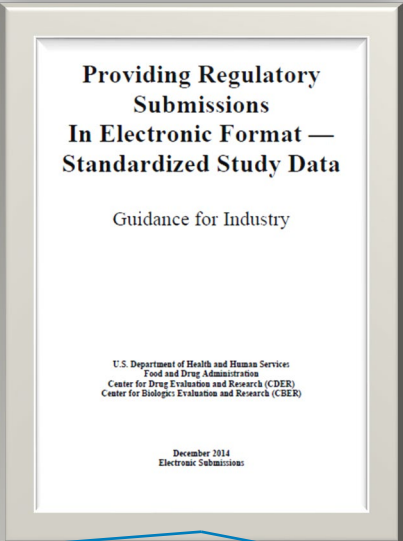 Providing Regulatory
Submissions
In Electronic Format —
Standardized Study Data
Guidance for Industry
U.S. Department of Health and Human Services
Food and Drug Administration
Center for Drug Evaluation and Research (CDER)
Center for Biologics Evaluation and Research (CBER)
December 2014
Electronic Submissions